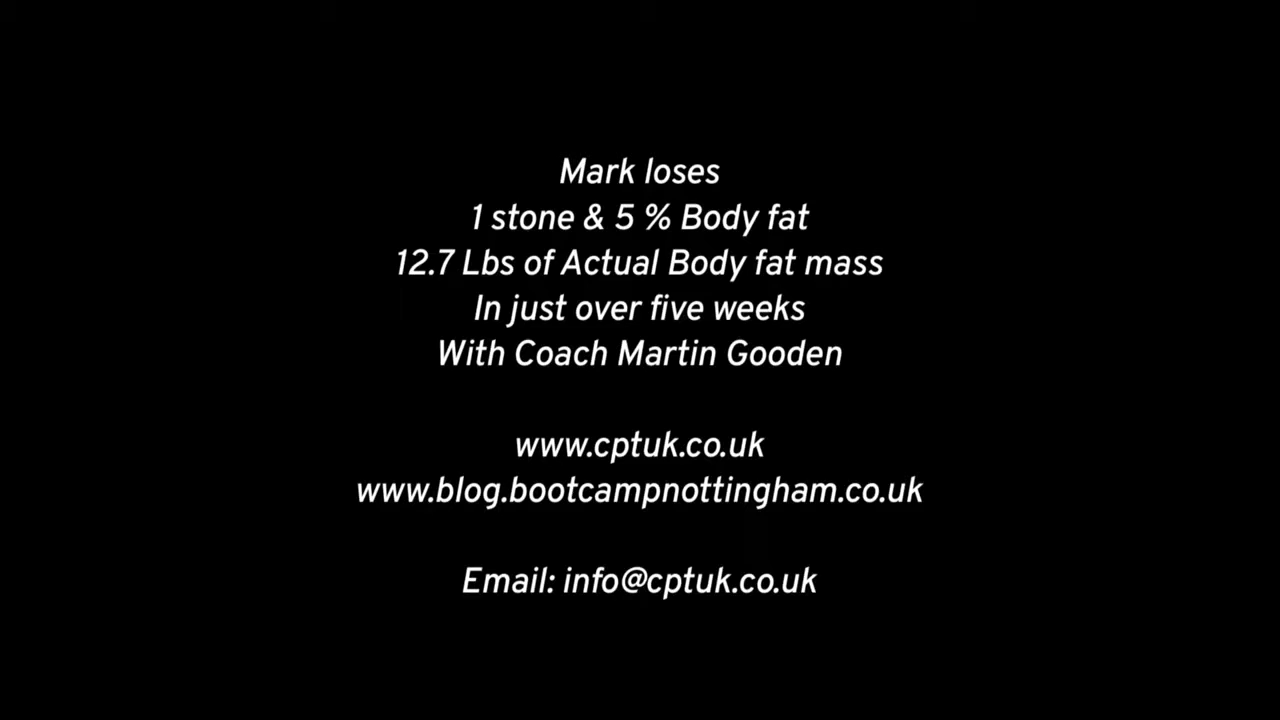 Mark loses
1 stone & 5 % Body fat
12.7 Lbs of Actual Body fat mass
In just over five weeks
With Coach Martin Gooden
www.cptuk.co.uk
www.blog.bootcampnottingham.co.uk
Email: info@cptuk.co.uk